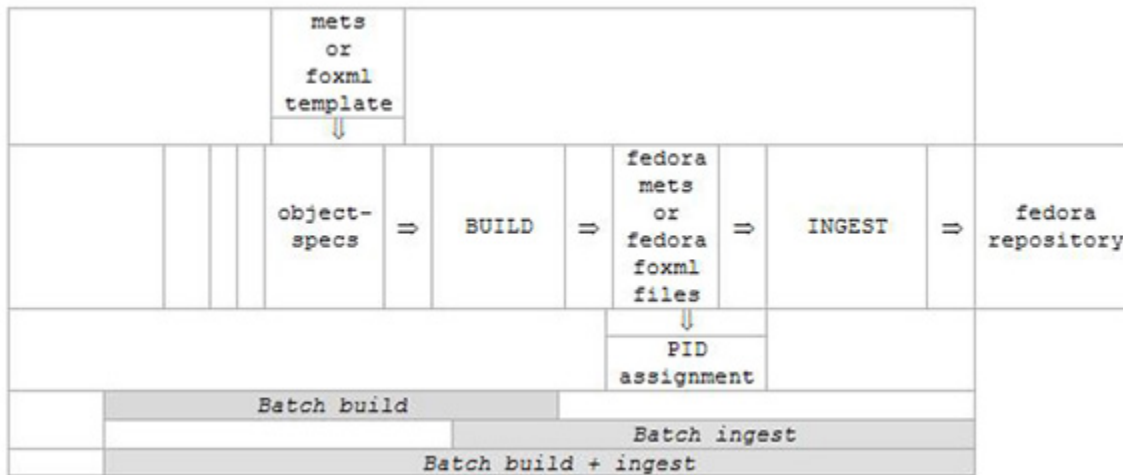 mets
or
foxml
template
⇓
object-
specs
⇒
BUILD
⇒
fedora
mets
or
fedora
foxml
files
⇒
INGEST
⇒
fedora
repository
⇓
PID
assignment
Batch build
Batch ingest
Batch build + ingest